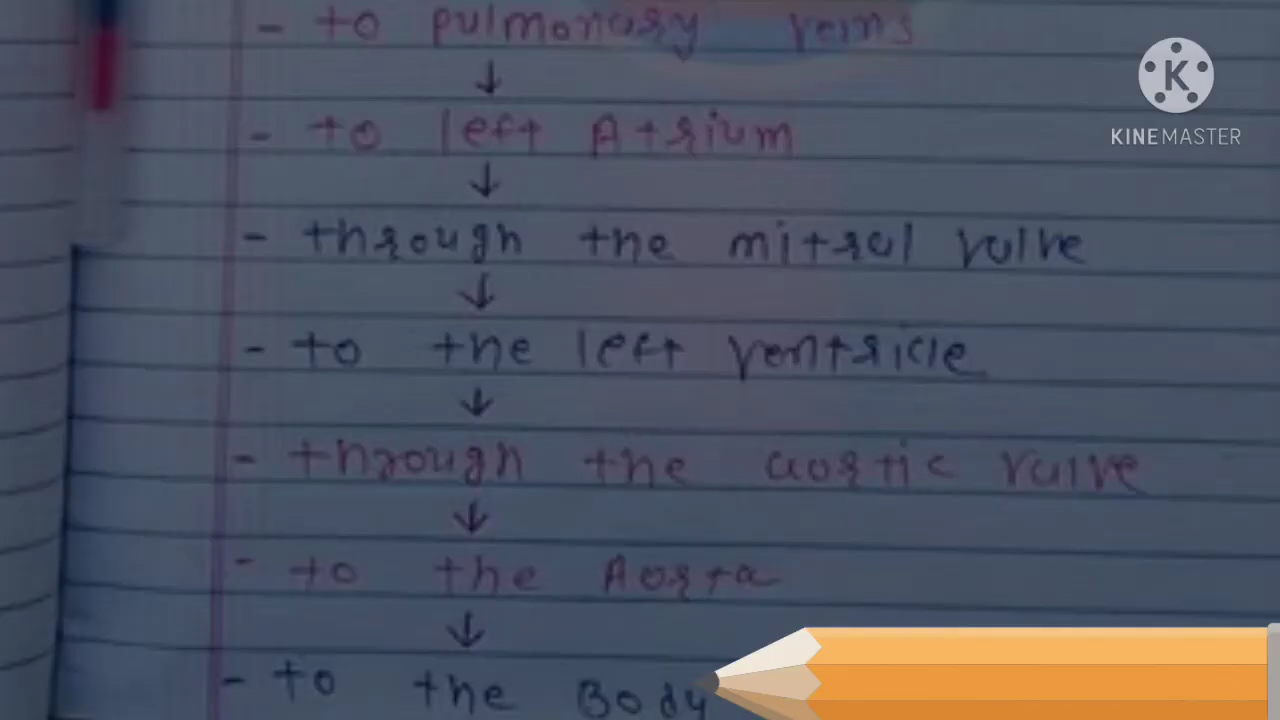 - to pulmonary veins
↓
- to left Atrium
↓
- through the mitral valve
↓
- to the left ventricle
↓
- through the aortic valve
↓
- to the Aorta
↓
- to the Body
K
KINEMASTER